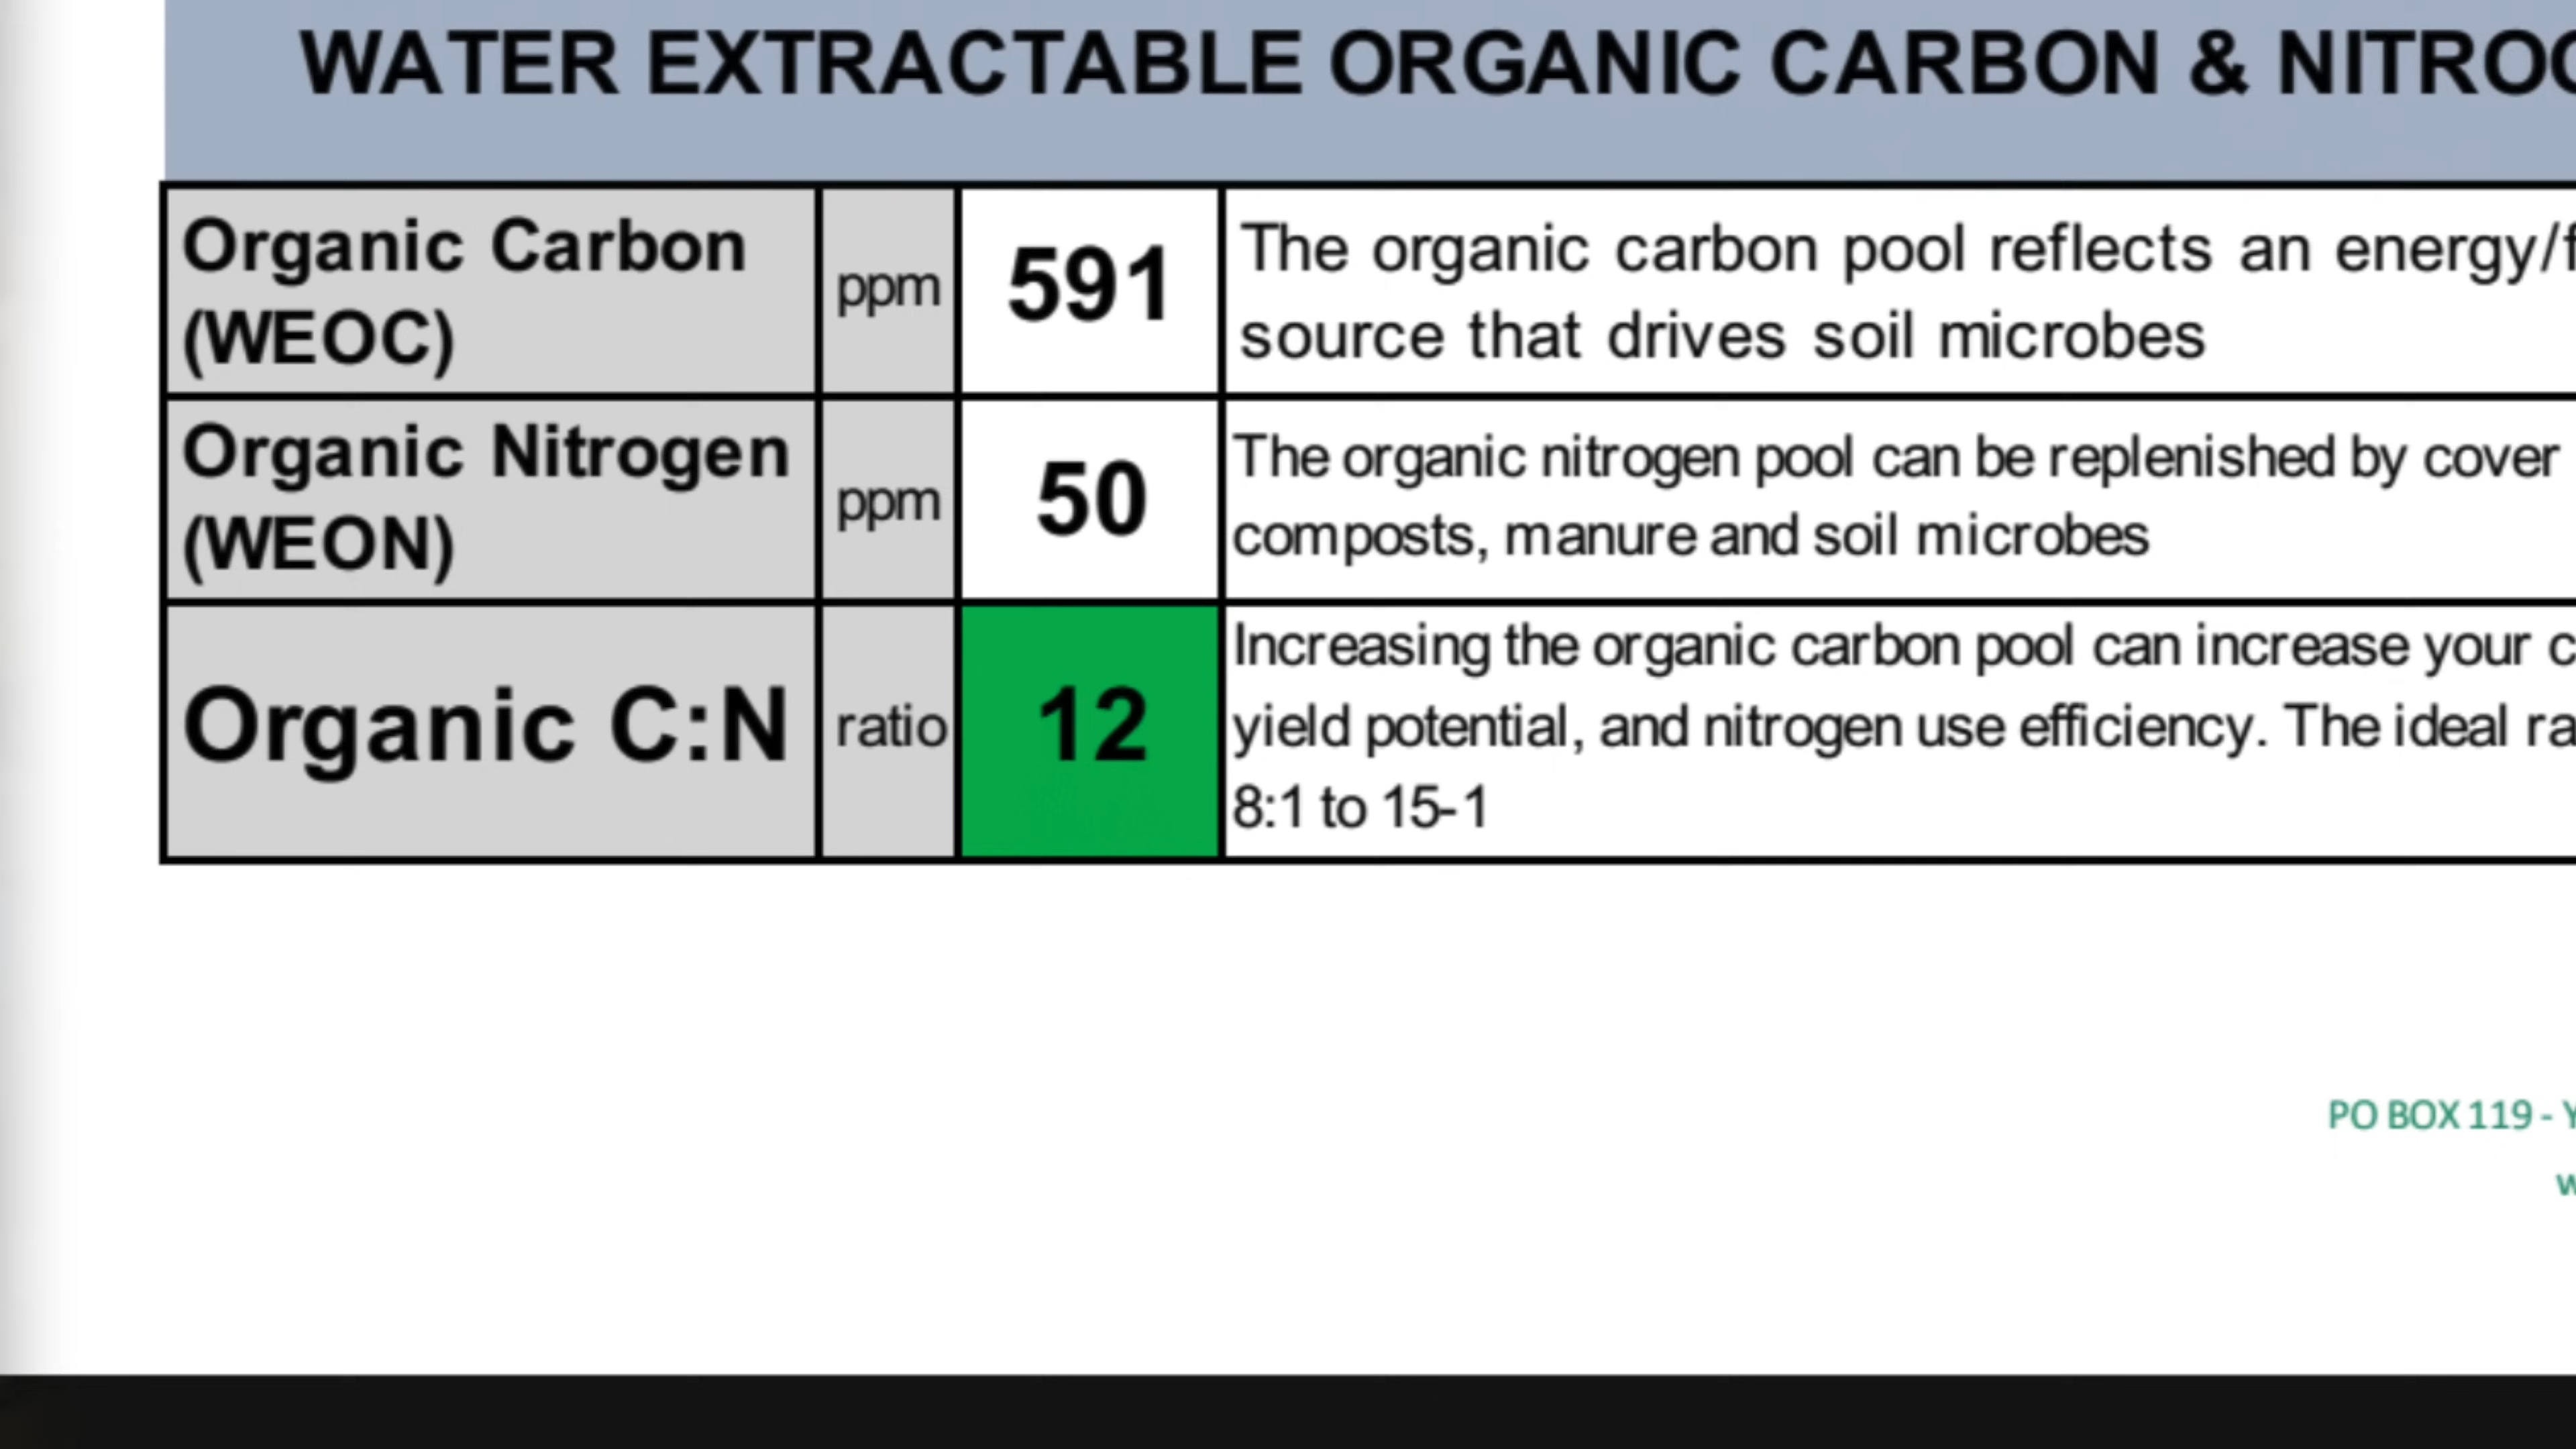 WATER EXTRACTABLE ORGANIC CARBON & NITROG
Organic Carbon
(WEOC)
ppm
591
The organic carbon pool reflects an energy/f
source that drives soil microbes
Organic Nitrogen
(WEON)
ppm
50
The organic nitrogen pool can be replenished by cover
composts, manure and soil microbes
Organic C:N
ratio
12
Increasing the organic carbon pool can increase your c
yield potential, and nitrogen use efficiency. The ideal ra
8:1 to 15-1
PO BOX 119 - Y
w